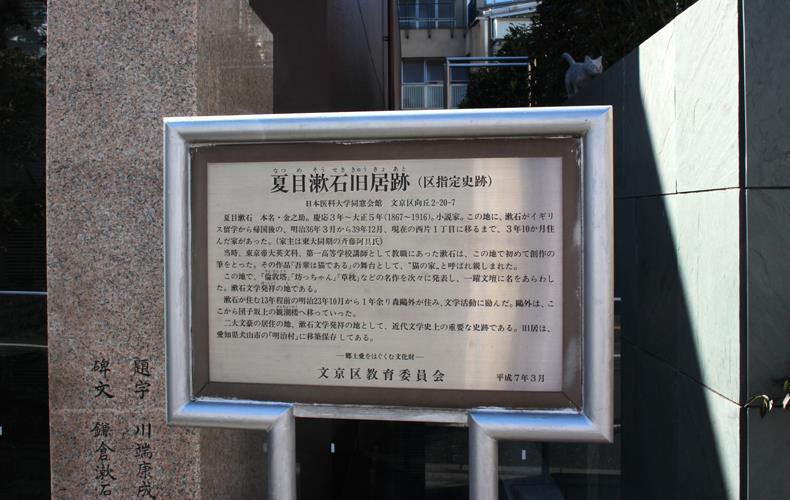 なつめそうせききゅうきょあと
夏目漱石旧居跡(区指定史跡)
日本医科大学同窓会館 文京区向丘2-20-7
夏目漱石 本名・金之助。慶応3年~大正5年(1867~1916)。小説家。この地に、漱石がイギリ
ス留学から帰国後の、明治36年3月から39年12月、現在の西片1丁目に移るまで、3年10か月住
んだ家があった。(家主は東大同期の斉藤阿具氏)
当時、東京帝大英文科、第一高等学校講師として教職にあった漱石は、この地で初めて創作の
筆をとった。その作品「吾輩は猫である」の舞台として、"猫の家"と呼ばれ親しまれた。
この地で、「倫敦塔」「坊っちゃん」「草枕」などの名作を次々に発表し、一躍文壇に名をあらわし
た。漱石文学発祥の地である。
漱石が住む13年程前の明治23年10月から1年余り森鷗外が住み、文学活動に励んだ。鷗外は、こ
こから団子坂上の観潮楼へ移っていった。
二大文豪の居住の地、漱石文学発祥の地として、近代文学史上の重要な史跡である。旧居は、
愛知県犬山市の「明治村」に移築保存してある。
―郷土愛をはぐくむ文化財―
文京区教育委員会 平成7年3月
題字 川端康成
碑文 鎌倉漱石